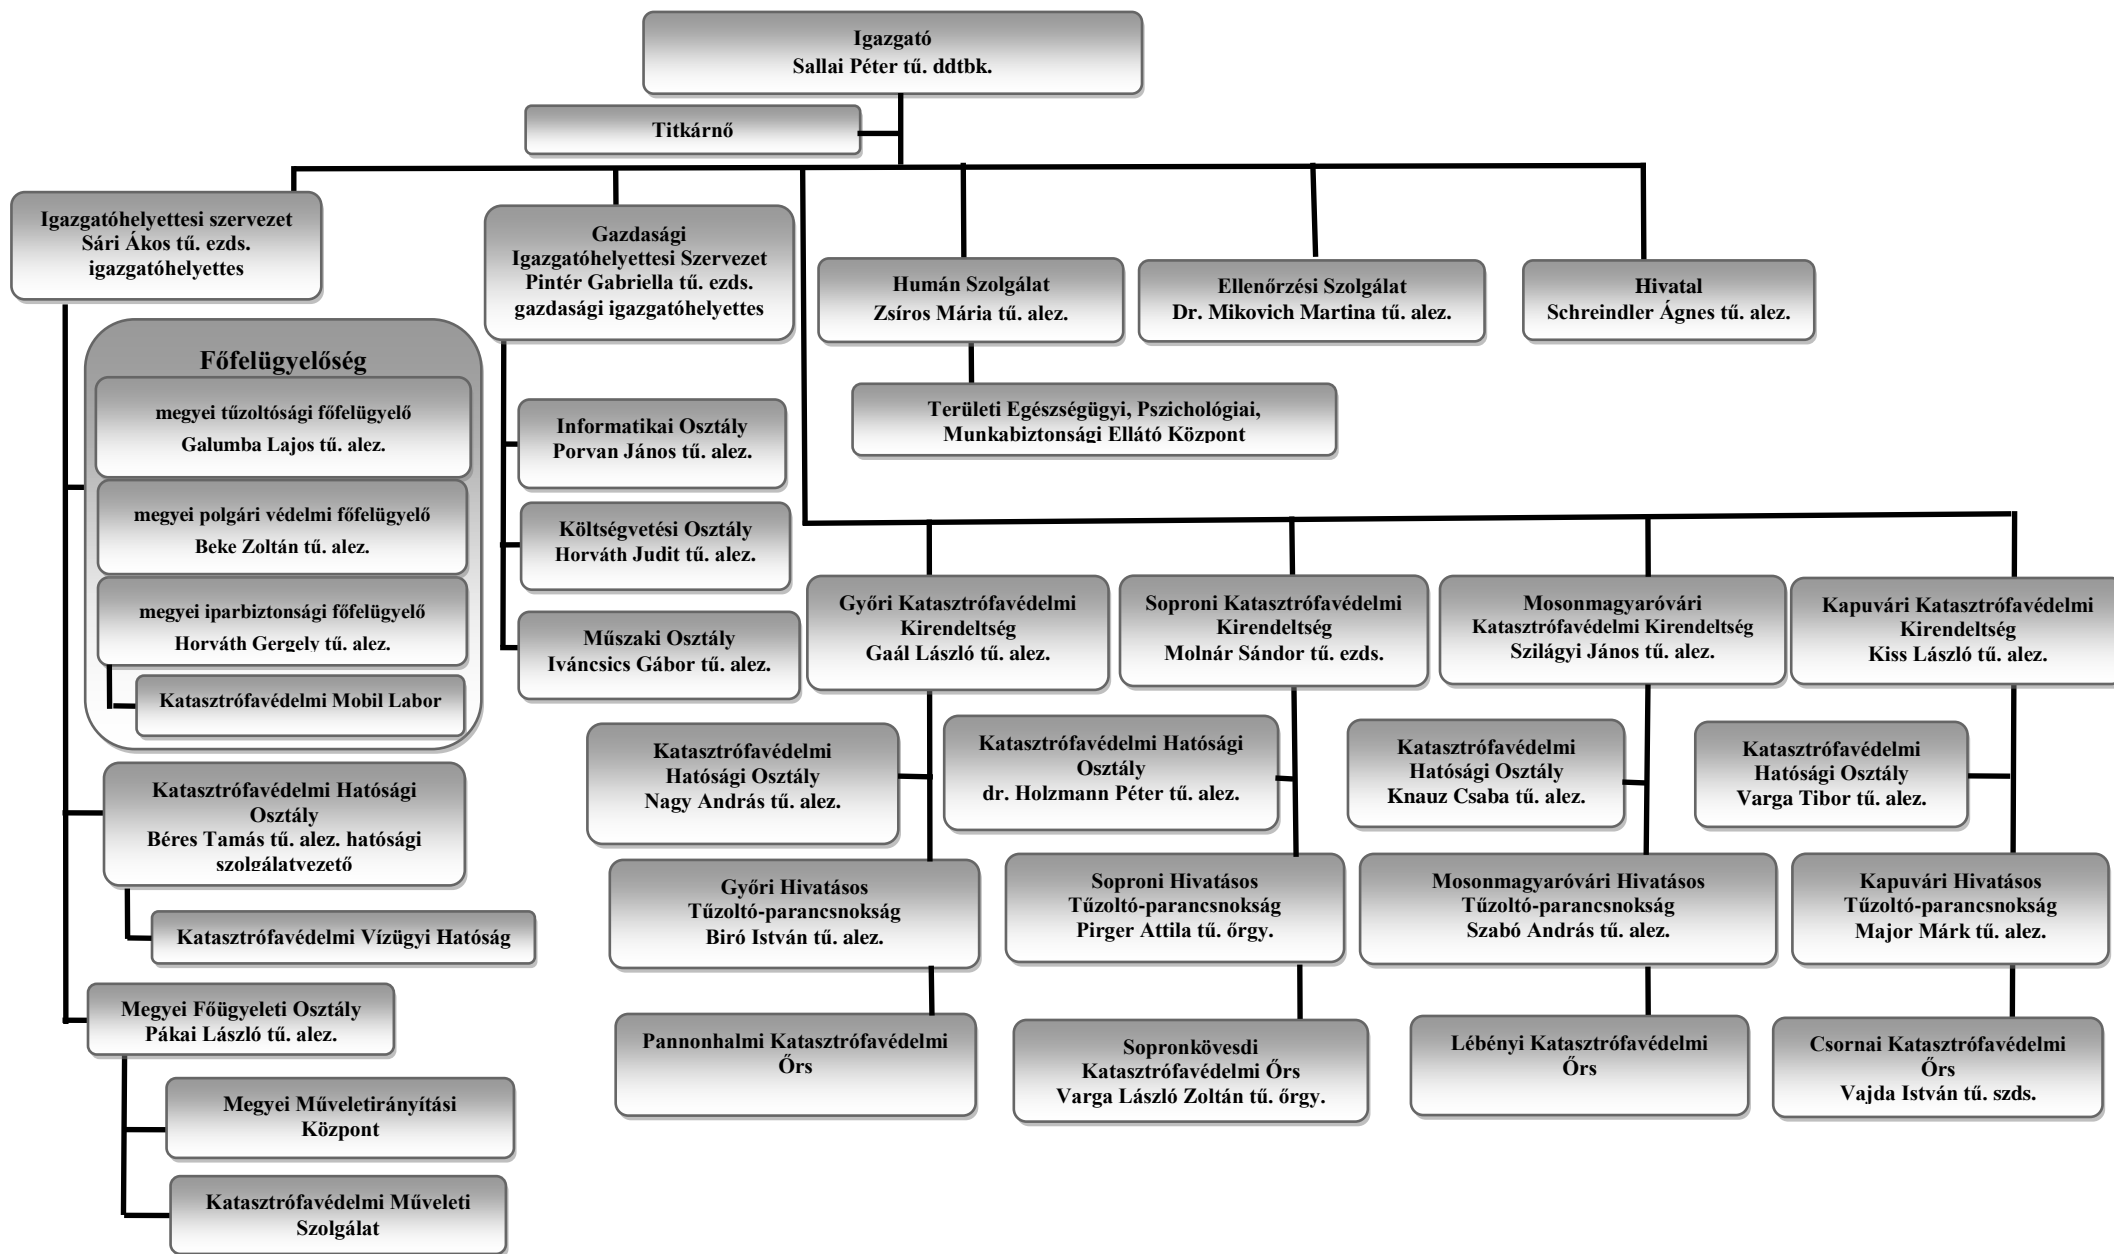 Igazgató
Sallai Péter tű. ddtbk.
Titkárnő
Igazgatóhelyettesi szervezet
Sári Ákos tű. ezds.
igazgatóhelyettes
Gazdasági
Igazgatóhelyettesi Szervezet
Pintér Gabriella tű. ezds.
gazdasági igazgatóhelyettes
Humán Szolgálat
Zsíros Mária tű. alez.
Ellenőrzési Szolgálat
Dr. Mikovich Martina tű. alez.
Hivatal
Schreindler Ágnes tű. alez.
Területi Egészségügyi, Pszichológiai,
Munkabiztonsági Ellátó Központ
Főfelügyelőség
megyei tűzoltósági főfelügyelő
Galumba Lajos tű. alez.
megyei polgári védelmi főfelügyelő
Beke Zoltán tű. alez.
megyei iparbiztonsági főfelügyelő
Horváth Gergely tű. alez.
Katasztrófavédelmi Mobil Labor
Informatikai Osztály
Porvan János tű. alez.
Költségvetési Osztály
Horváth Judit tű. alez.
Műszaki Osztály
Iváncsics Gábor tű. alez.
Katasztrófavédelmi Hatósági
Osztály
Béres Tamás tű. alez. hatósági
szolgálatvezető
Katasztrófavédelmi Vízügyi Hatóság
Megyei Főügyeleti Osztály
Pákai László tű. alez.
Megyei Műveletirányítási
Központ
Katasztrófavédelmi Műveleti
Szolgálat
Győri Katasztrófavédelmi
Kirendeltség
Gaál László tű. alez.
Soproni Katasztrófavédelmi
Kirendeltség
Molnár Sándor tű. ezds.
Mosonmagyaróvári
Katasztrófavédelmi Kirendeltség
Szilágyi János tű. alez.
Kapuvári Katasztrófavédelmi
Kirendeltség
Kiss László tű. alez.
Katasztrófavédelmi
Hatósági Osztály
Nagy András tű. alez.
Katasztrófavédelmi Hatósági
Osztály
dr. Holzmann Péter tű. alez.
Katasztrófavédelmi
Hatósági Osztály
Knauz Csaba tű. alez.
Katasztrófavédelmi
Hatósági Osztály
Varga Tibor tű. alez.
Győri Hivatásos
Tűzoltó-parancsnokság
Biró István tű. alez.
Soproni Hivatásos
Tűzoltó-parancsnokság
Pirger Attila tű. őrgy.
Mosonmagyaróvári Hivatásos
Tűzoltó-parancsnokság
Szabó András tű. alez.
Kapuvári Hivatásos
Tűzoltó-parancsnokság
Major Márk tű. alez.
Pannonhalmi Katasztrófavédelmi
Őrs
Sopronkövesdi
Katasztrófavédelmi Őrs
Varga László Zoltán tű. őrgy.
Lébényi Katasztrófavédelmi
Őrs
Csornai Katasztrófavédelmi
Őrs
Vajda István tű. szds.